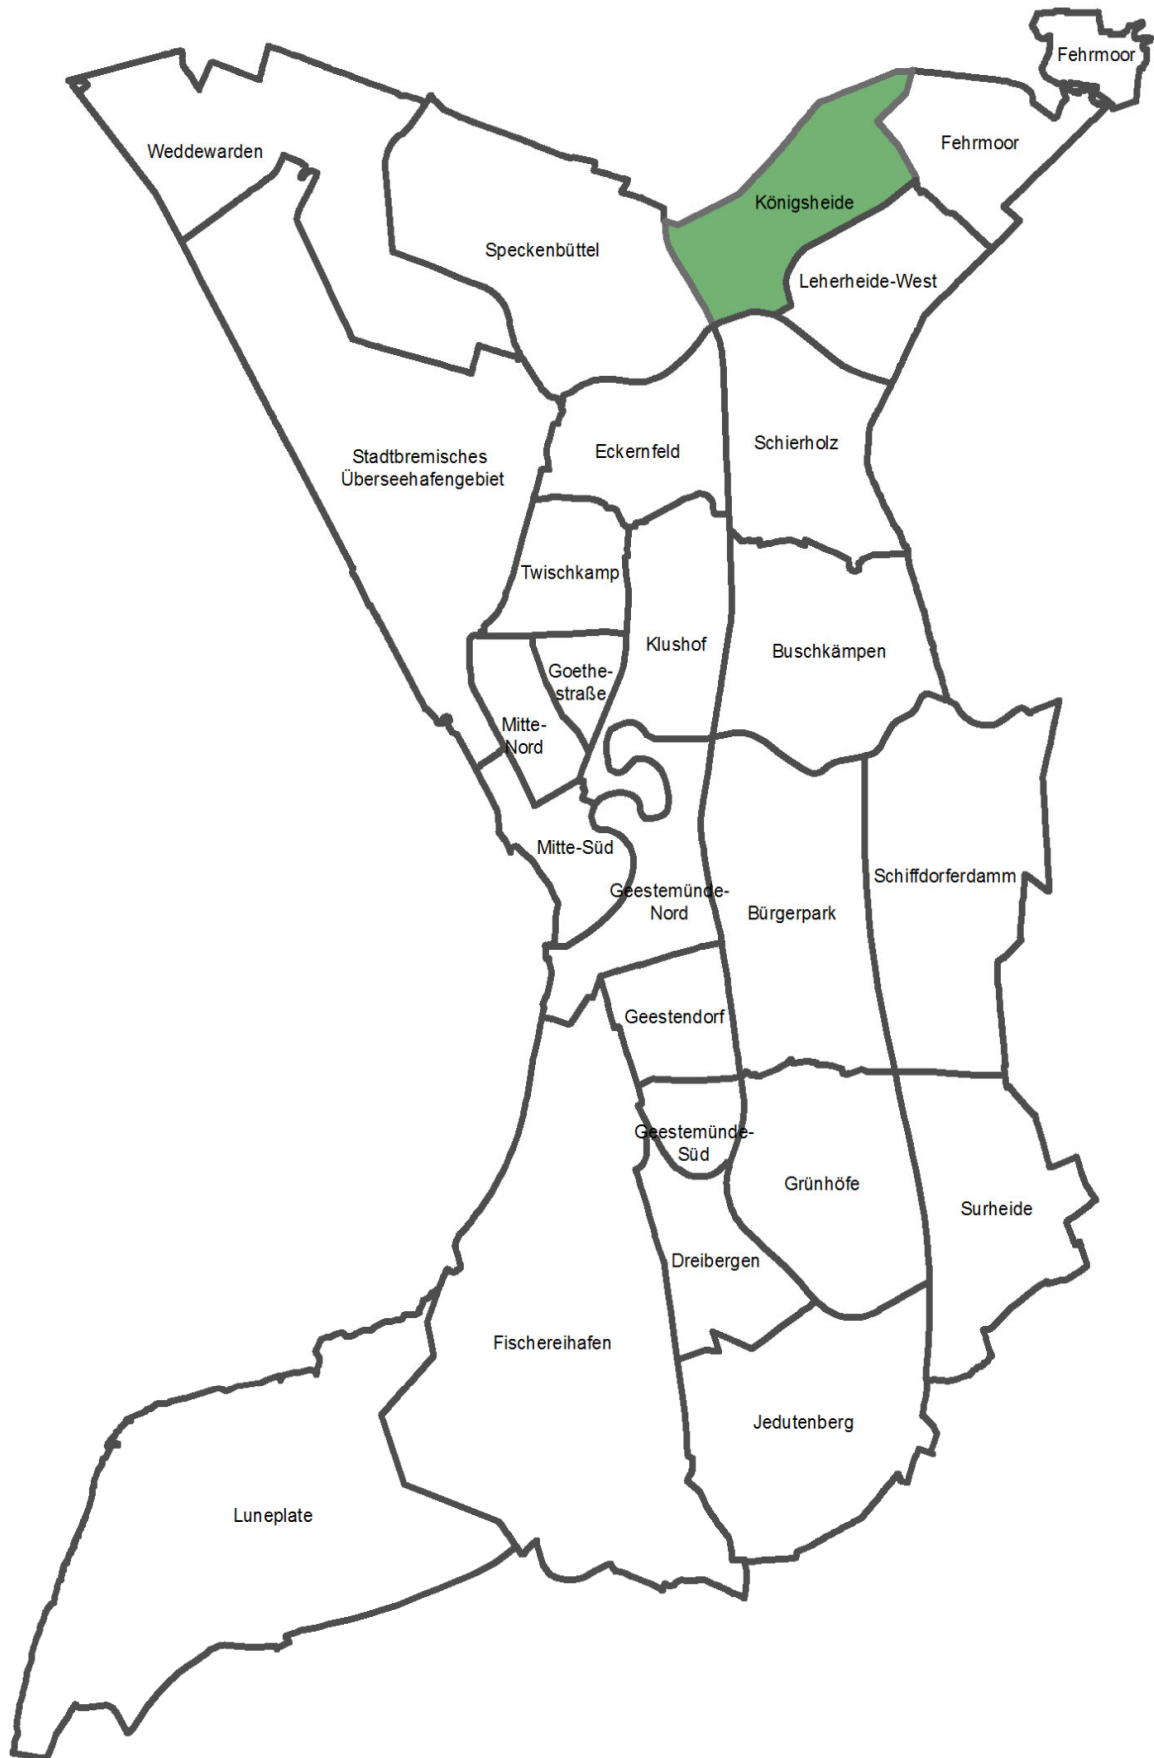 Fehrmoor
Fehrmoor
Weddewarden
Königsheide
Speckenbüttel
Leherheide-West
Schierholz
Eckernfeld
Stadtbremisches
Überseehafengebiet
Twischkamp
Klushof
Buschkämpen
Goethe-
straße
Mitte-
Nord
Mitte-Süd
Schiffdorferdamm
Geestemünde-
Nord
Bürgerpark
Geestendorf
Geestemünde-
Süd
Grünhöfe
Surheide
Dreibergen
Fischereihafen
Jedutenberg
Luneplate